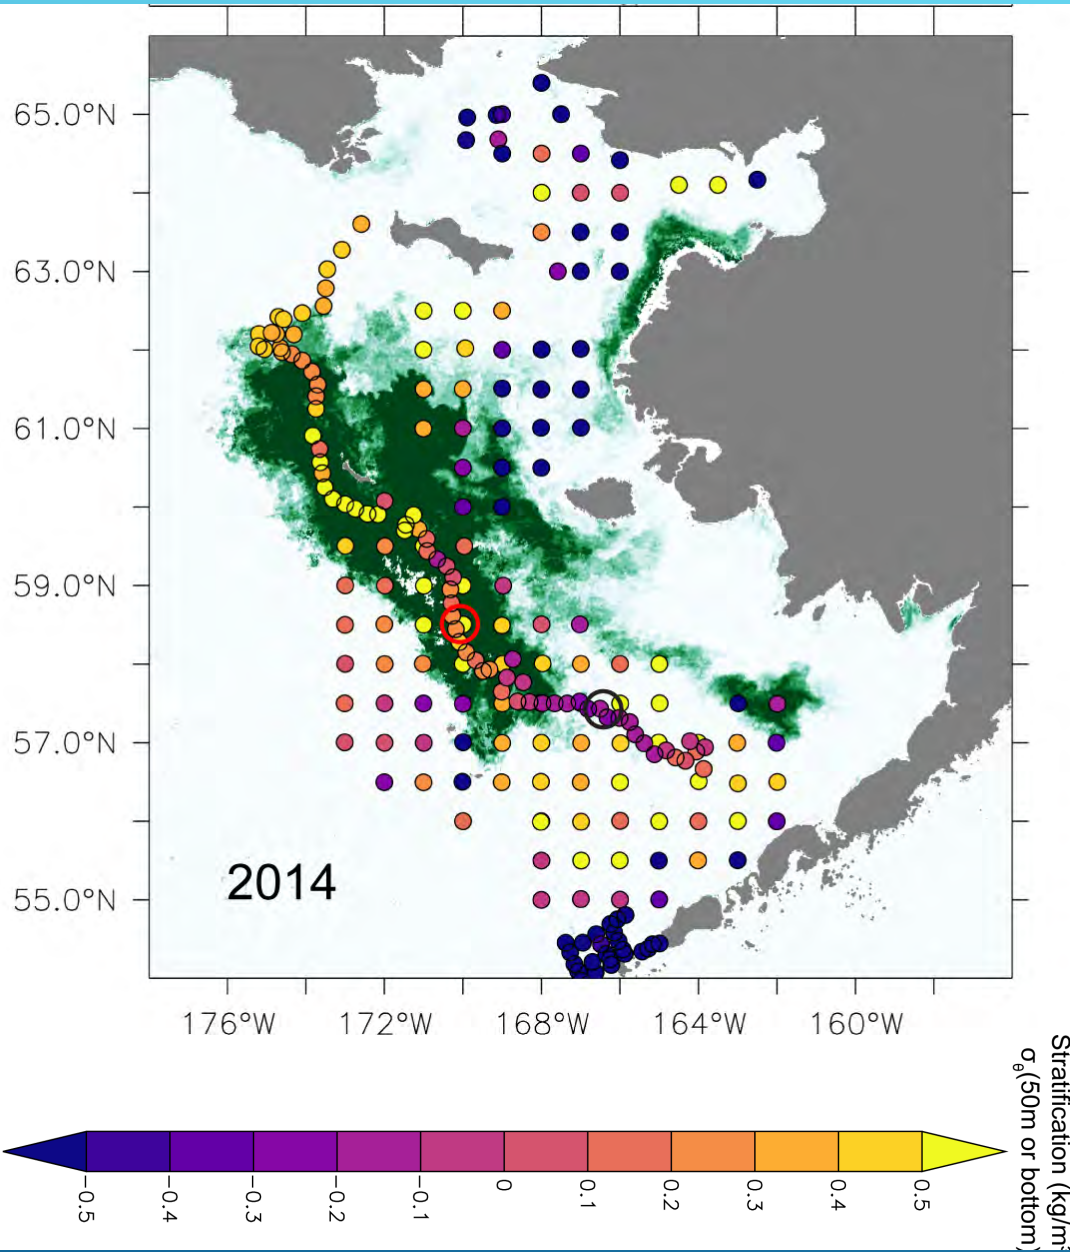 65.0°N
63.0°N
61.0°N
59.0°N
57.0°N
55.0°N
2014
176°W 172°W 168°W 164°W 160°W
Stratification (kg/m³
σθ(50m or bottom)
-0.5 -0.4 -0.3 -0.2 -0.1 0 0.1 0.2 0.3 0.4 0.5